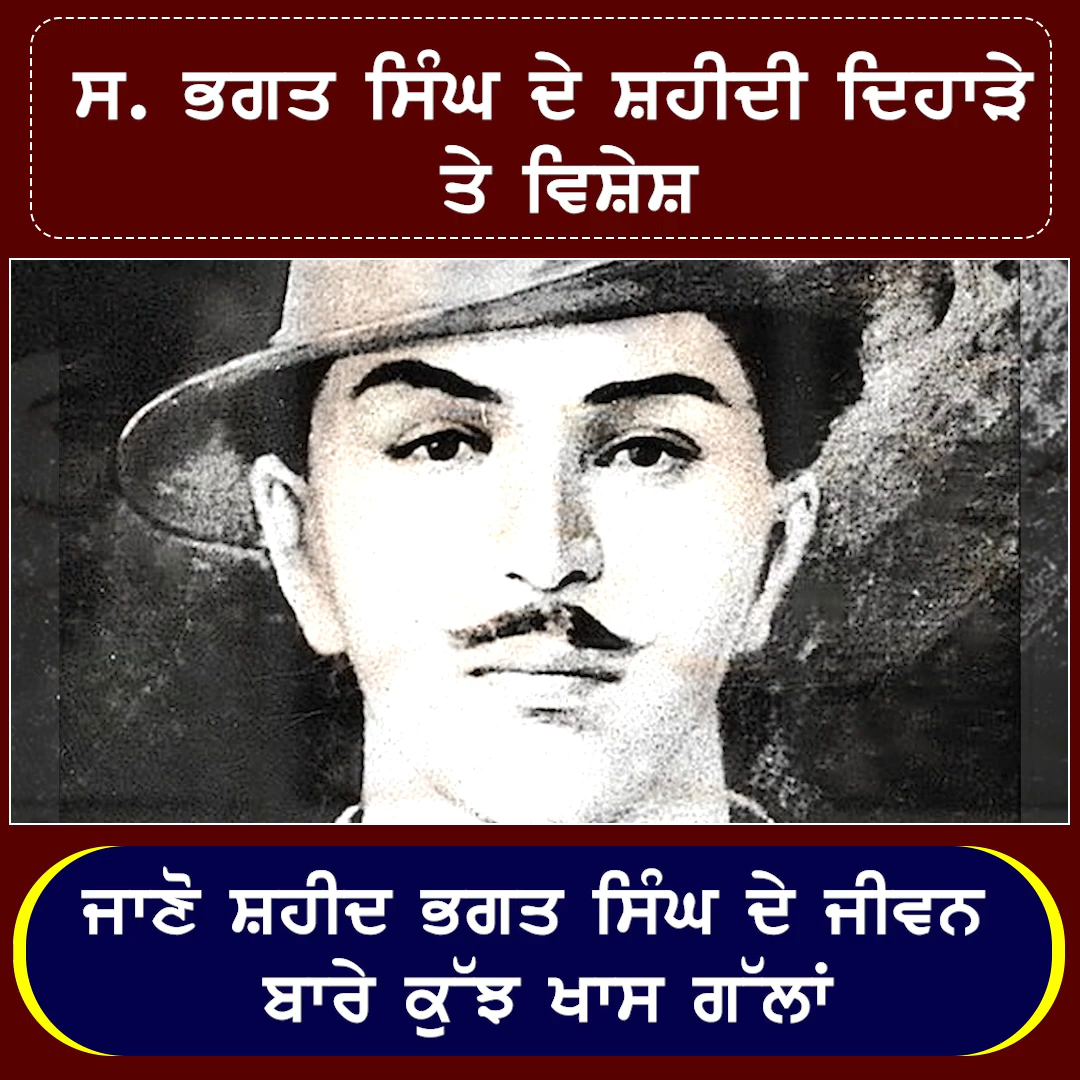 ਸ. ਭਗਤ ਸਿੰਘ ਦੇ ਸ਼ਹੀਦੀ ਦਿਹਾੜੇ
ਤੇ ਵਿਸ਼ੇਸ਼
ਜਾਣੋ ਸ਼ਹੀਦ ਭਗਤ ਸਿੰਘ ਦੇ ਜੀਵਨ
ਬਾਰੇ ਕੁੱਝ ਖਾਸ ਗੱਲਾਂ